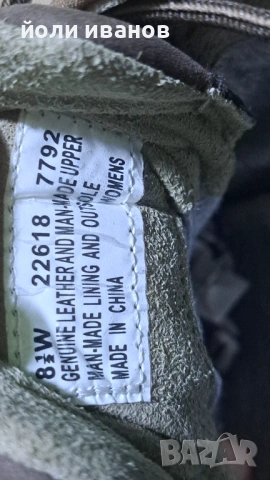 йоли иванов
8½W 22618 7792
GENUINE LEATHER AND MAN-MADE UPPER
MAN-MADE LINING AND OUTSOLE
MADE IN CHINA WOMENS
BAZAR